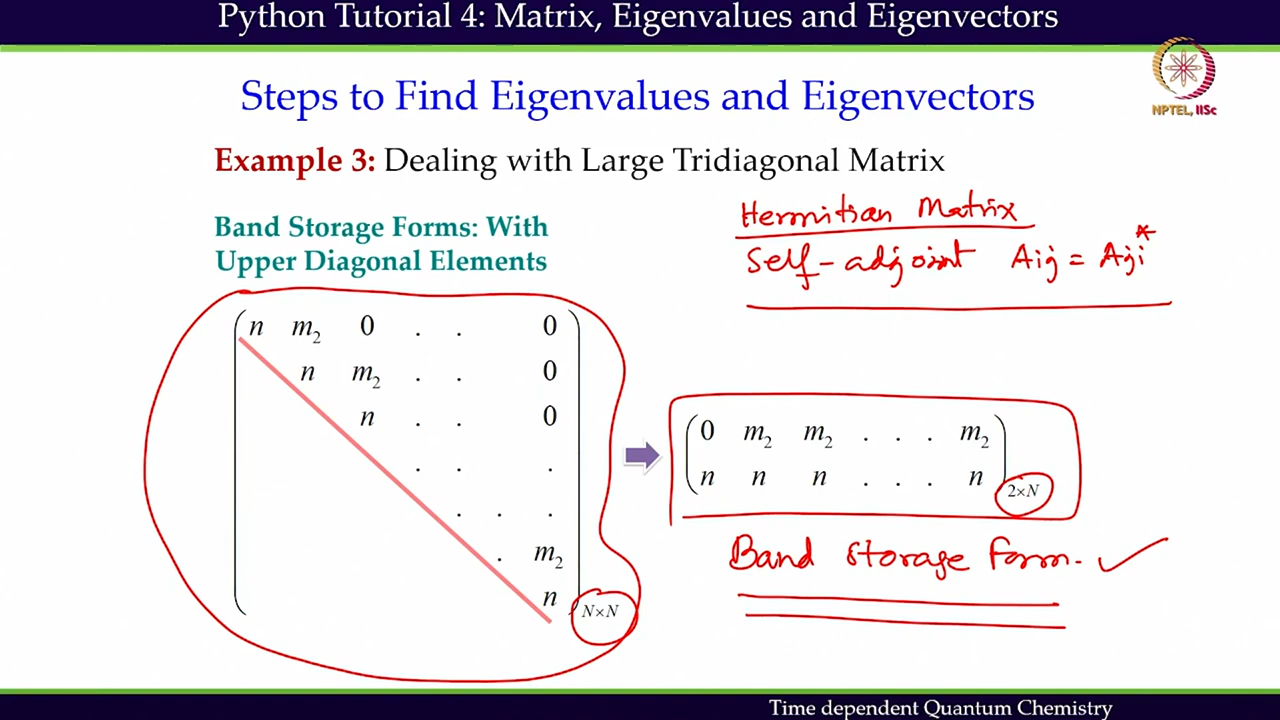 Python Tutorial 4: Matrix, Eigenvalues and Eigenvectors
NPTEL, IISc
Steps to Find Eigenvalues and Eigenvectors
Example 3: Dealing with Large Tridiagonal Matrix
Band Storage Forms: With
Upper Diagonal Elements
Hermitian Matrix
Self-adjoint Aij = Aji*
n m₂ 0 . . 0
n m₂ . . 0
n . . 0
. . .
. . .
. m₂
n
N×N
0 m₂ m₂ . . . m₂
n n n . . . n
2×N
Band storage form.
Time dependent Quantum Chemistry